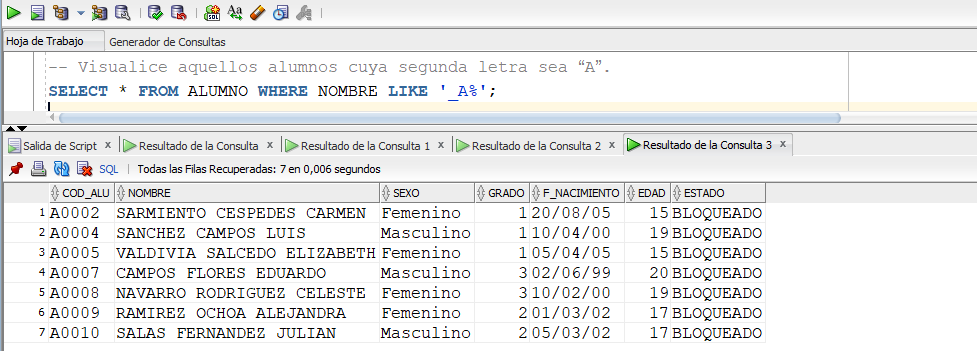 Hoja de Trabajo Generador de Consultas
-- Visualice aquellos alumnos cuya segunda letra sea “A”.
SELECT * FROM ALUMNO WHERE NOMBRE LIKE '_A%';
Salida de Script x Resultado de la Consulta x Resultado de la Consulta 1 x Resultado de la Consulta 2 x Resultado de la Consulta 3 x
SQL Todas las Filas Recuperadas: 7 en 0,006 segundos
COD_ALU NOMBRE SEXO GRADO F_NACIMIENTO EDAD ESTADO
1 A0002 SARMIENTO CESPEDES CARMEN Femenino 1 20/08/05 15 BLOQUEADO
2 A0004 SANCHEZ CAMPOS LUIS Masculino 1 10/04/00 19 BLOQUEADO
3 A0005 VALDIVIA SALCEDO ELIZABETH Femenino 1 05/04/05 15 BLOQUEADO
4 A0007 CAMPOS FLORES EDUARDO Masculino 3 02/06/99 20 BLOQUEADO
5 A0008 NAVARRO RODRIGUEZ CELESTE Femenino 3 10/02/00 19 BLOQUEADO
6 A0009 RAMIREZ OCHOA ALEJANDRA Femenino 2 01/03/02 17 BLOQUEADO
7 A0010 SALAS FERNANDEZ JULIAN Masculino 2 05/03/02 17 BLOQUEADO